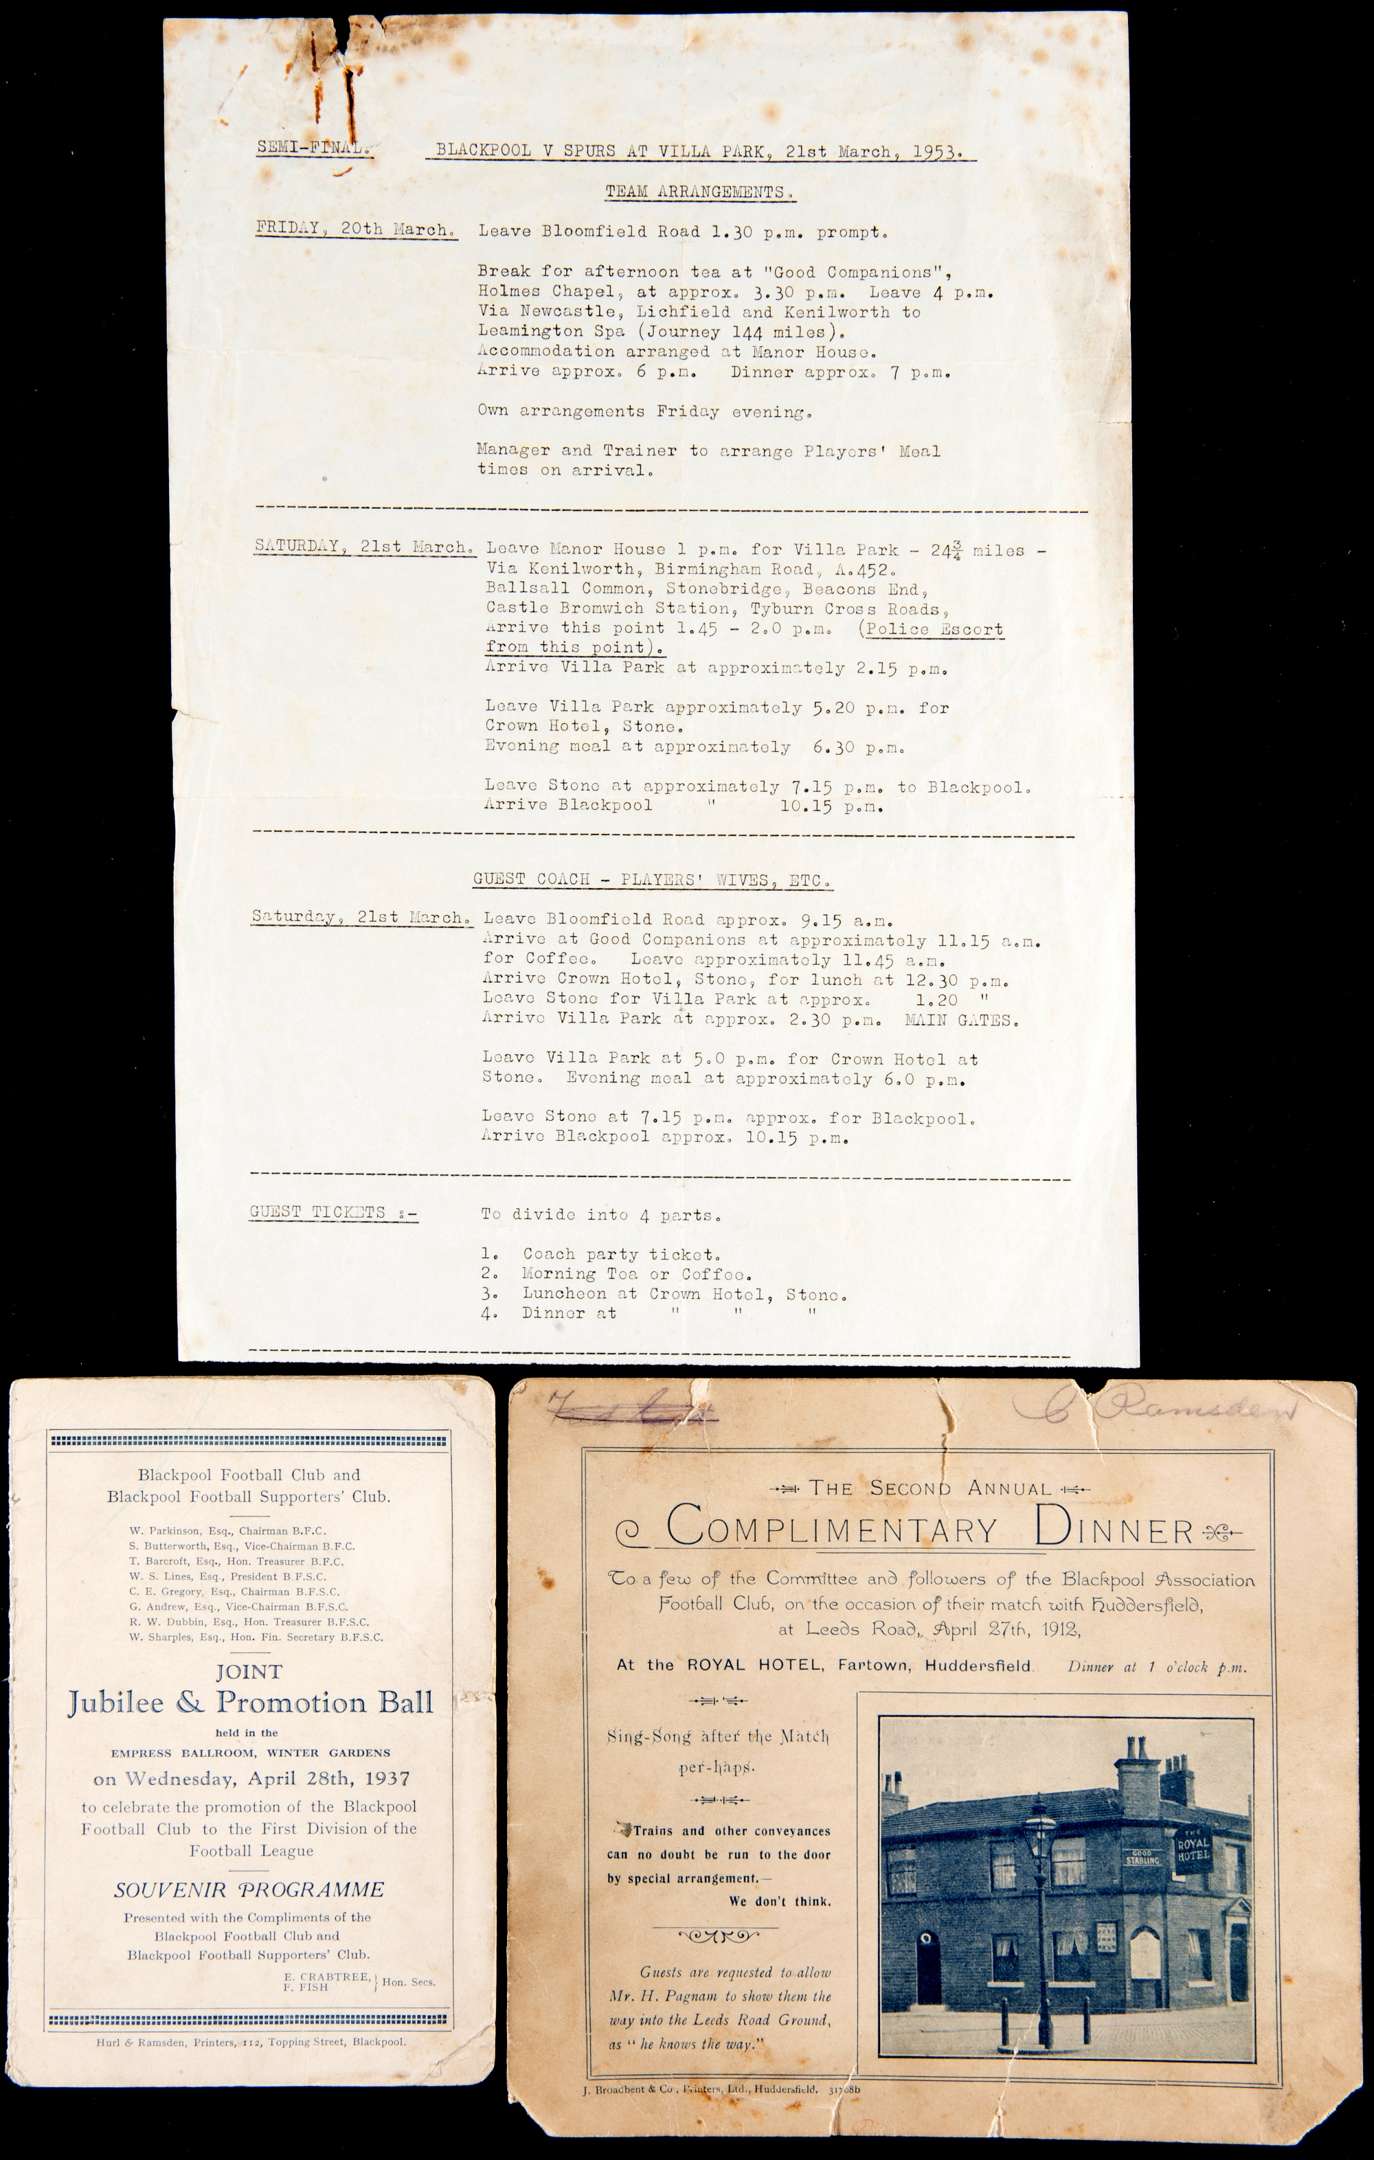 SEMI-FINAL. BLACKPOOL V SPURS AT VILLA PARK, 21st March, 1953.
TEAM ARRANGEMENTS.
FRIDAY, 20th March. Leave Bloomfield Road 1.30 p.m. prompt.
Break for afternoon tea at "Good Companions",
Holmes Chapel, at approx. 3.30 p.m. Leave 4 p.m.
Via Newcastle, Lichfield and Kenilworth to
Leamington Spa (Journey 144 miles).
Accommodation arranged at Manor House.
Arrive approx. 6 p.m. Dinner approx. 7 p.m.
Own arrangements Friday evening.
Manager and Trainer to arrange Players' Meal
times on arrival.
SATURDAY, 21st March. Leave Manor House 1 p.m. for Villa Park - 24¾ miles -
Via Kenilworth, Birmingham Road, A.452.
Ballsall Common, Stonebridge, Beacons End,
Castle Bromwich Station, Tyburn Cross Roads,
Arrive this point 1.45 - 2.0 p.m. (Police Escort
from this point).
Arrive Villa Park at approximately 2.15 p.m.
Leave Villa Park approximately 5.20 p.m. for
Crown Hotel, Stone.
Evening meal at approximately 6.30 p.m.
Leave Stone at approximately 7.15 p.m. to Blackpool.
Arrive Blackpool " 10.15 p.m.
GUEST COACH - PLAYERS' WIVES, ETC.
Saturday, 21st March. Leave Bloomfield Road approx. 9.15 a.m.
Arrive at Good Companions at approximately 11.15 a.m.
for Coffee. Leave approximately 11.45 a.m.
Arrive Crown Hotel, Stone, for lunch at 12.30 p.m.
Leave Stone for Villa Park at approx. 1.20 "
Arrive Villa Park at approx. 2.30 p.m. MAIN GATES.
Leave Villa Park at 5.0 p.m. for Crown Hotel at
Stone. Evening meal at approximately 6.0 p.m.
Leave Stone at 7.15 p.m. approx. for Blackpool.
Arrive Blackpool approx. 10.15 p.m.
GUEST TICKETS :- To divide into 4 parts.
1. Coach party ticket.
2. Morning Tea or Coffee.
3. Luncheon at Crown Hotel, Stone.
4. Dinner at " " "
Blackpool Football Club and
Blackpool Football Supporters' Club.
W. Parkinson, Esq., Chairman B.F.C.
S. Butterworth, Esq., Vice-Chairman B.F.C.
T. Barcroft, Esq., Hon. Treasurer B.F.C.
W. S. Lines, Esq., President B.F.S.C.
C. E. Gregory, Esq., Chairman B.F.S.C.
G. Andrew, Esq., Vice-Chairman B.F.S.C.
R. W. Dubbin, Esq., Hon. Treasurer B.F.S.C.
W. Sharples, Esq., Hon. Fin. Secretary B.F.S.C.
JOINT
Jubilee & Promotion Ball
held in the
EMPRESS BALLROOM, WINTER GARDENS
on Wednesday, April 28th, 1937
to celebrate the promotion of the Blackpool
Football Club to the First Division of the
Football League
SOUVENIR PROGRAMME
Presented with the Compliments of the
Blackpool Football Club and
Blackpool Football Supporters' Club.
E. CRABTREE,
F. FISH } Hon. Secs.
Hurl & Ramsden, Printers, 112, Topping Street, Blackpool.
C Ramsden
THE SECOND ANNUAL
COMPLIMENTARY DINNER
To a few of the Committee and followers of the Blackpool Association
Football Club, on the occasion of their match with Huddersfield,
at Leeds Road, April 27th, 1912,
At the ROYAL HOTEL, Fartown, Huddersfield. Dinner at 1 o'clock p.m.
Sing-Song after the Match
per-haps.
Trains and other conveyances
can no doubt be run to the door
by special arrangement.—
We don't think.
Guests are requested to allow
Mr. H. Pagnam to show them the
way into the Leeds Road Ground,
as "he knows the way."
GOOD
STABLING
THE
ROYAL
HOTEL
J. Broadbent & Co., Printers, Ltd., Huddersfield.